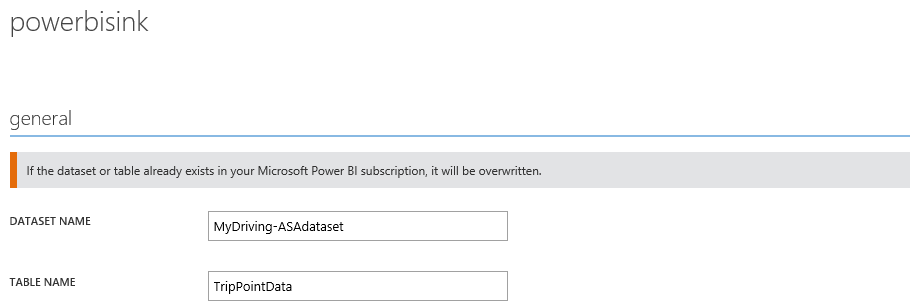 powerbisink
general
If the dataset or table already exists in your Microsoft Power BI subscription, it will be overwritten.
DATASET NAME
MyDriving-ASAdataset
TABLE NAME
TripPointData